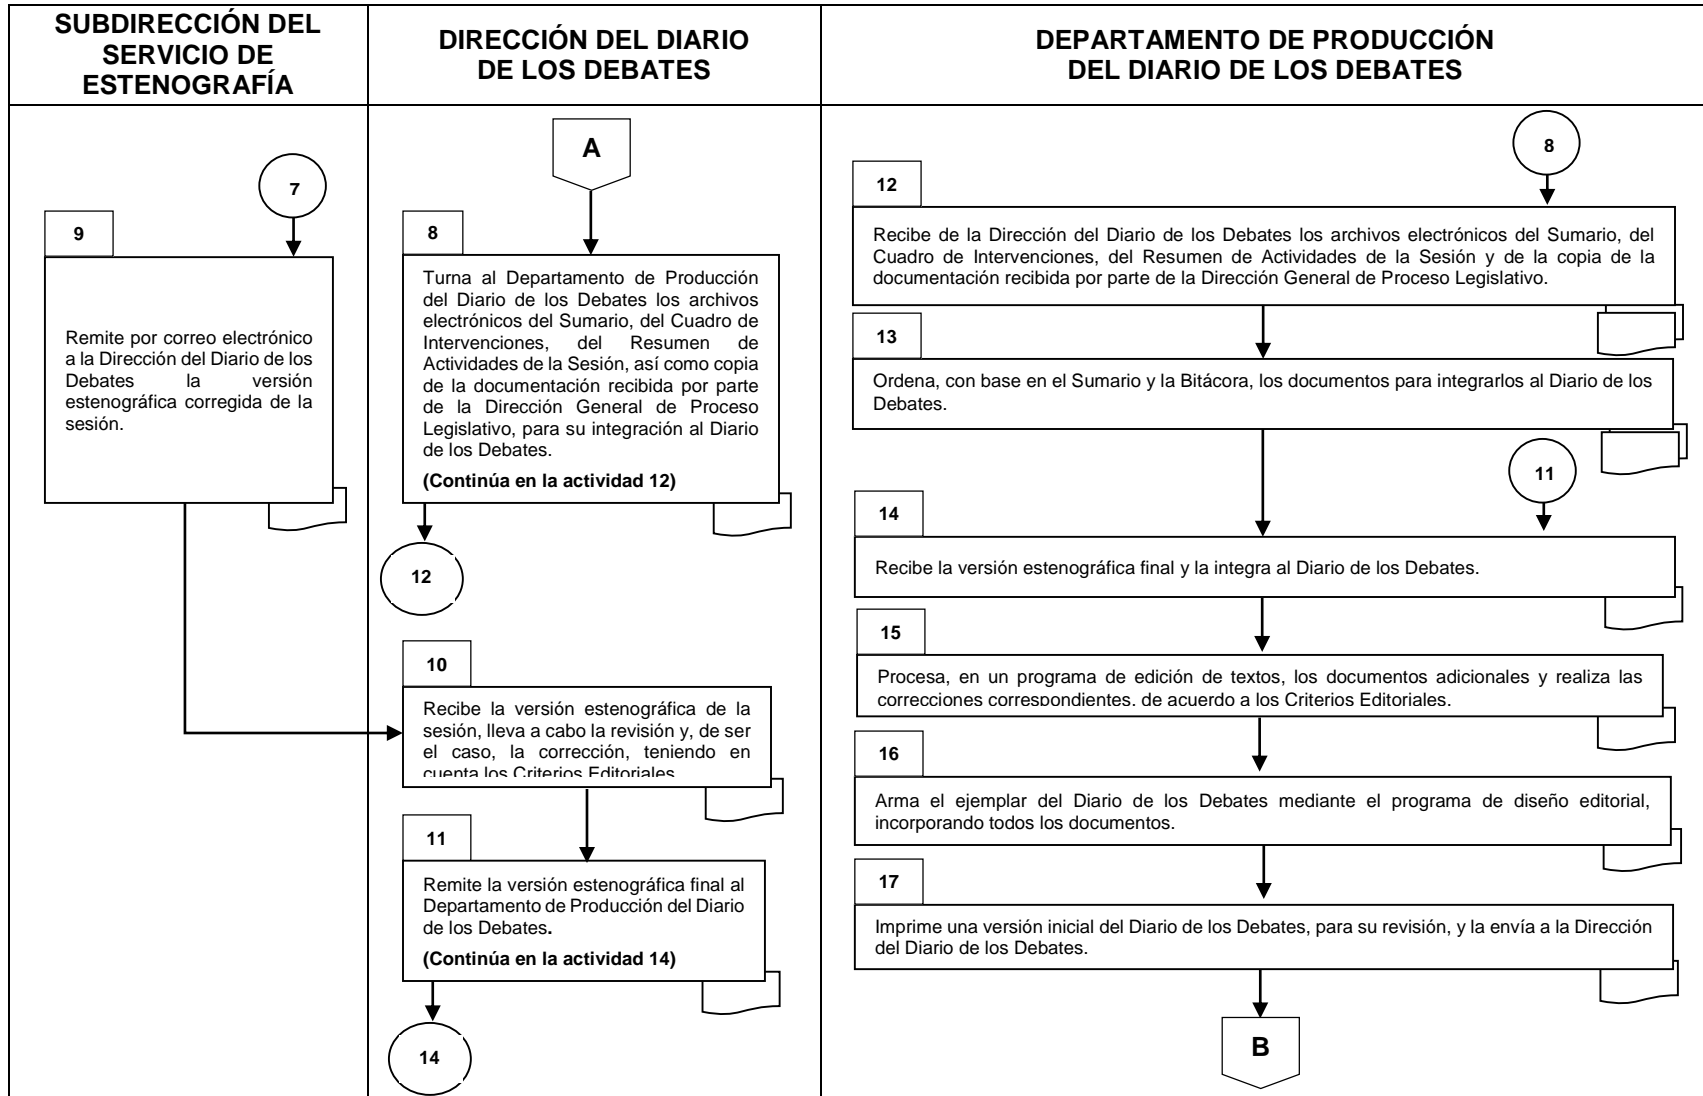 SUBDIRECCIÓN DEL
SERVICIO DE
ESTENOGRAFÍA
DIRECCIÓN DEL DIARIO
DE LOS DEBATES
DEPARTAMENTO DE PRODUCCIÓN
DEL DIARIO DE LOS DEBATES
7
9
Remite por correo electrónico
a la Dirección del Diario de los
Debates la versión
estenográfica corregida de la
sesión.
A
8
Turna al Departamento de Producción
del Diario de los Debates los archivos
electrónicos del Sumario, del Cuadro de
Intervenciones, del Resumen de
Actividades de la Sesión, así como copia
de la documentación recibida por parte
de la Dirección General de Proceso
Legislativo, para su integración al Diario
de los Debates.
(Continúa en la actividad 12)
12
10
Recibe la versión estenográfica de la
sesión, lleva a cabo la revisión y, de ser
el caso, la corrección, teniendo en
cuenta los Criterios Editoriales
11
Remite la versión estenográfica final al
Departamento de Producción del Diario
de los Debates.
(Continúa en la actividad 14)
14
8
12
Recibe de la Dirección del Diario de los Debates los archivos electrónicos del Sumario, del
Cuadro de Intervenciones, del Resumen de Actividades de la Sesión y de la copia de la
documentación recibida por parte de la Dirección General de Proceso Legislativo.
13
Ordena, con base en el Sumario y la Bitácora, los documentos para integrarlos al Diario de los
Debates.
11
14
Recibe la versión estenográfica final y la integra al Diario de los Debates.
15
Procesa, en un programa de edición de textos, los documentos adicionales y realiza las
correcciones correspondientes. de acuerdo a los Criterios Editoriales.
16
Arma el ejemplar del Diario de los Debates mediante el programa de diseño editorial,
incorporando todos los documentos.
17
Imprime una versión inicial del Diario de los Debates, para su revisión, y la envía a la Dirección
del Diario de los Debates.
B